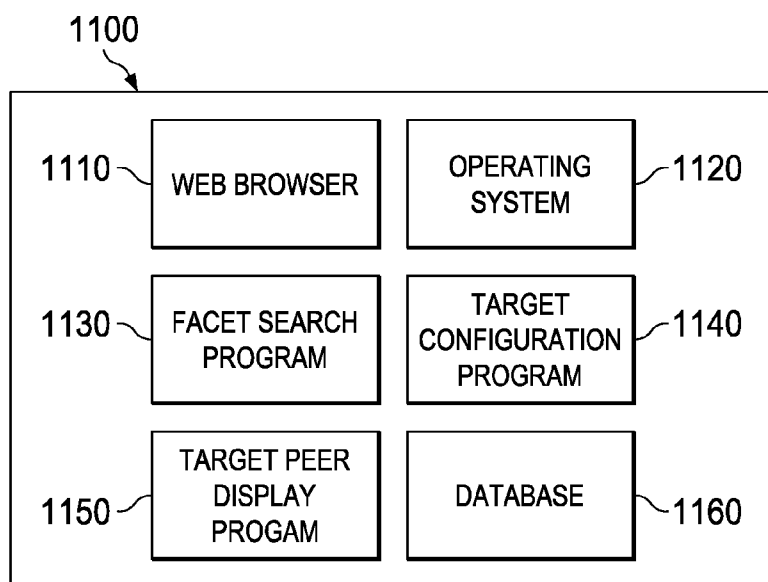 1100
1110
WEB BROWSER
OPERATING
SYSTEM
1120
1130
FACET SEARCH
PROGRAM
TARGET
CONFIGURATION
PROGRAM
1140
1150
TARGET PEER
DISPLAY
PROGAM
DATABASE
1160